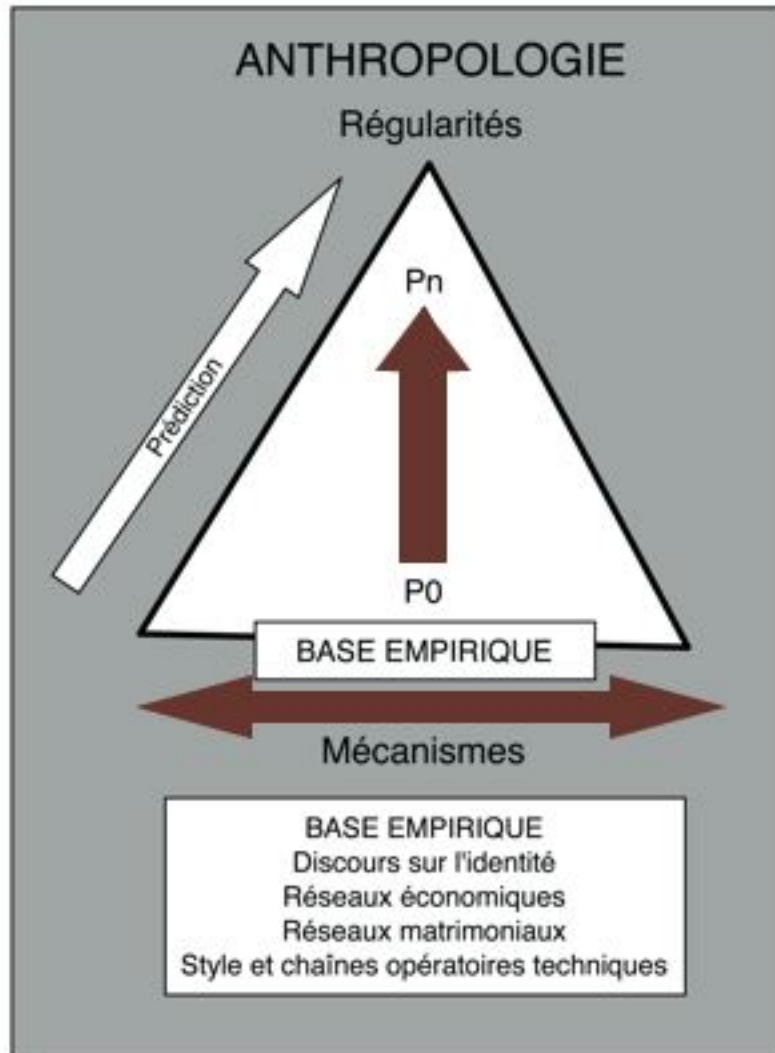 ANTHROPOLOGIE
Régularités
Pn
Prédiction
P0
BASE EMPIRIQUE
Mécanismes
BASE EMPIRIQUE
Discours sur l'identité
Réseaux économiques
Réseaux matrimoniaux
Style et chaînes opératoires techniques